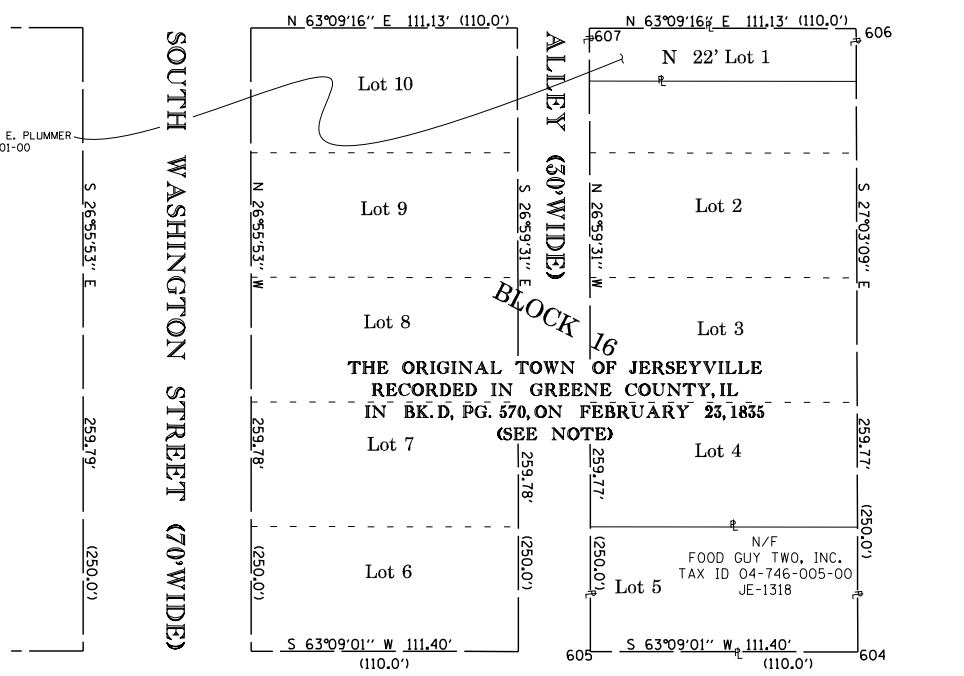 N 63°09'16" E 111.13' (110.0')
N 63°09'16" E 111.13' (110.0')
607
606
N 22' Lot 1
Lot 10
E. PLUMMER
01-00
SOUTH WASHINGTON STREET (70'WIDE)
ALLEY (30'WIDE)
S 26°55'53" E
N 26°55'53" W
S 26°59'31" E
N 26°59'31" W
S 27°03'09" E
Lot 9
Lot 2
BLOCK 16
Lot 8
Lot 3
THE ORIGINAL TOWN OF JERSEYVILLE
RECORDED IN GREENE COUNTY, IL
IN BK. D, PG. 570, ON FEBRUARY 23, 1835
(SEE NOTE)
Lot 7
Lot 4
259.79'
259.78'
259.78'
259.77'
259.77'
(250.0')
(250.0')
(250.0')
(250.0')
(250.0')
N/F
FOOD GUY TWO, INC.
TAX ID 04-746-005-00
JE-1318
Lot 6
Lot 5
S 63°09'01" W 111.40'
(110.0')
605
S 63°09'01" W 111.40'
(110.0')
604